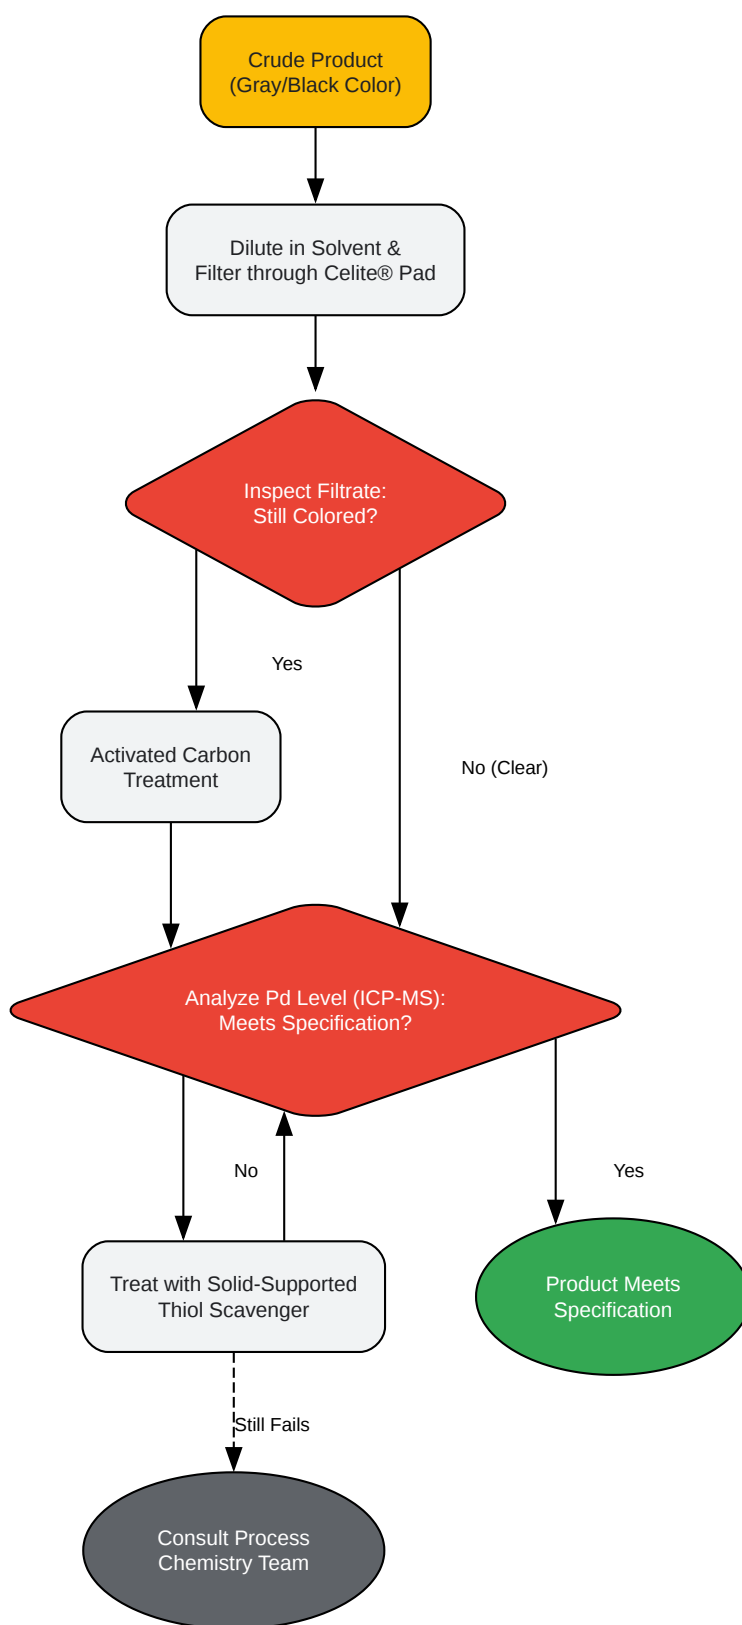 Crude Product
(Gray/Black Color)
Dilute in Solvent &
Filter through Celite® Pad
Inspect Filtrate:
Still Colored?
Yes
Activated Carbon
Treatment
No (Clear)
Analyze Pd Level (ICP-MS):
Meets Specification?
No
Yes
Treat with Solid-Supported
Thiol Scavenger
Product Meets
Specification
Still Fails
Consult Process
Chemistry Team